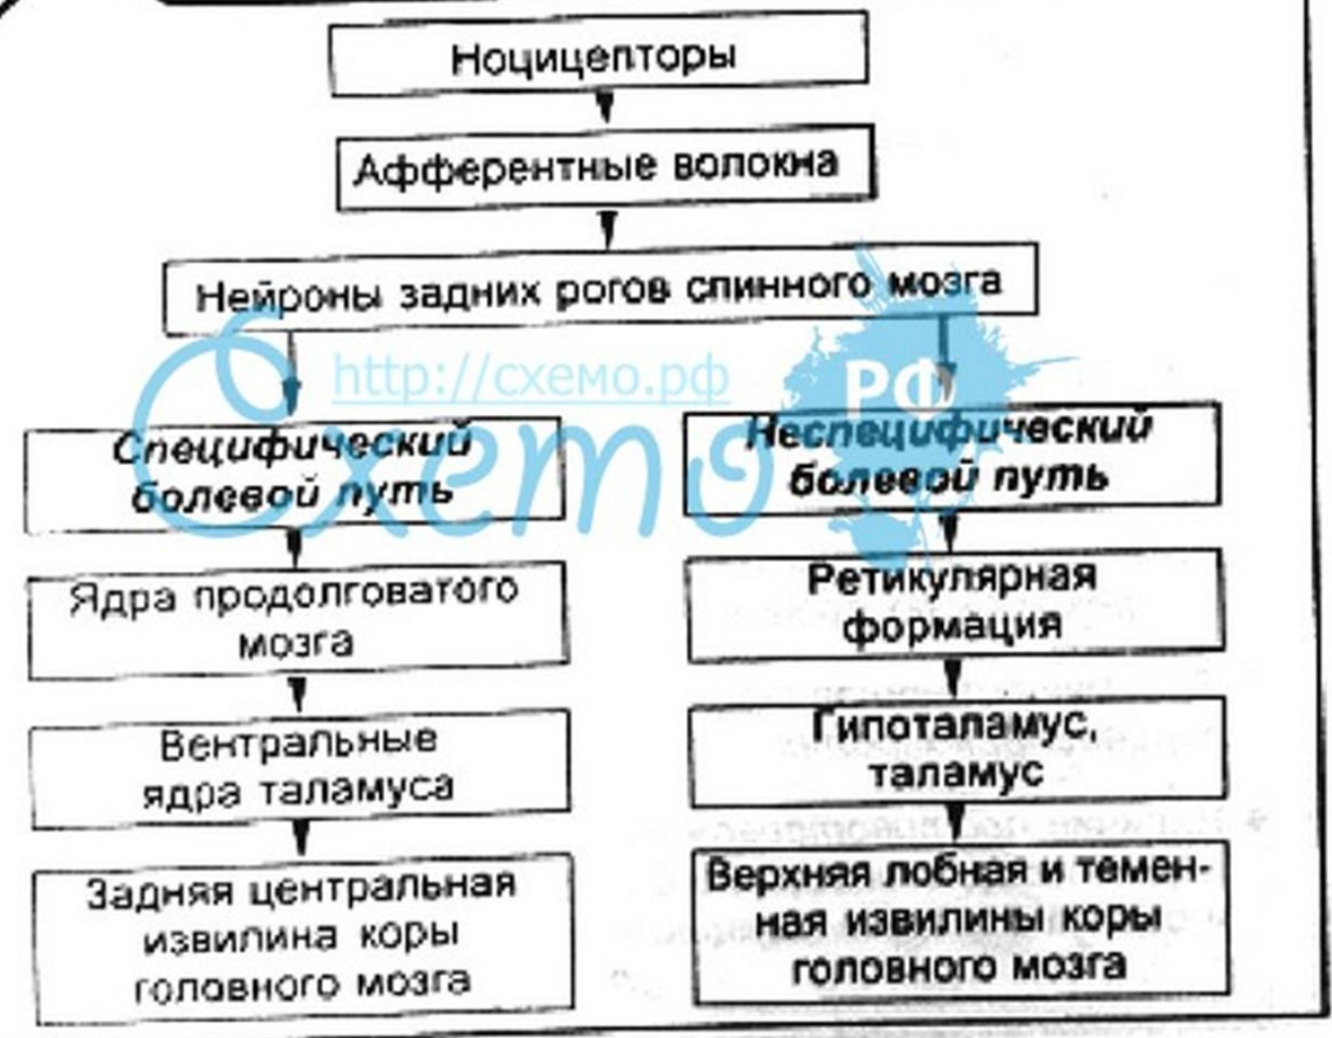 Ноцицепторы
Афферентные волокна
Нейроны задних рогов спинного мозга
http://схемо.рф
Схемо
РФ
Специфический
болевой путь
Ядра продолговатого
мозга
Вентральные
ядра таламуса
Задняя центральная
извилина коры
головного мозга
Неспецифический
болевой путь
Ретикулярная
формация
Гипоталамус,
таламус
Верхняя лобная и темен-
ная извилины коры
головного мозга